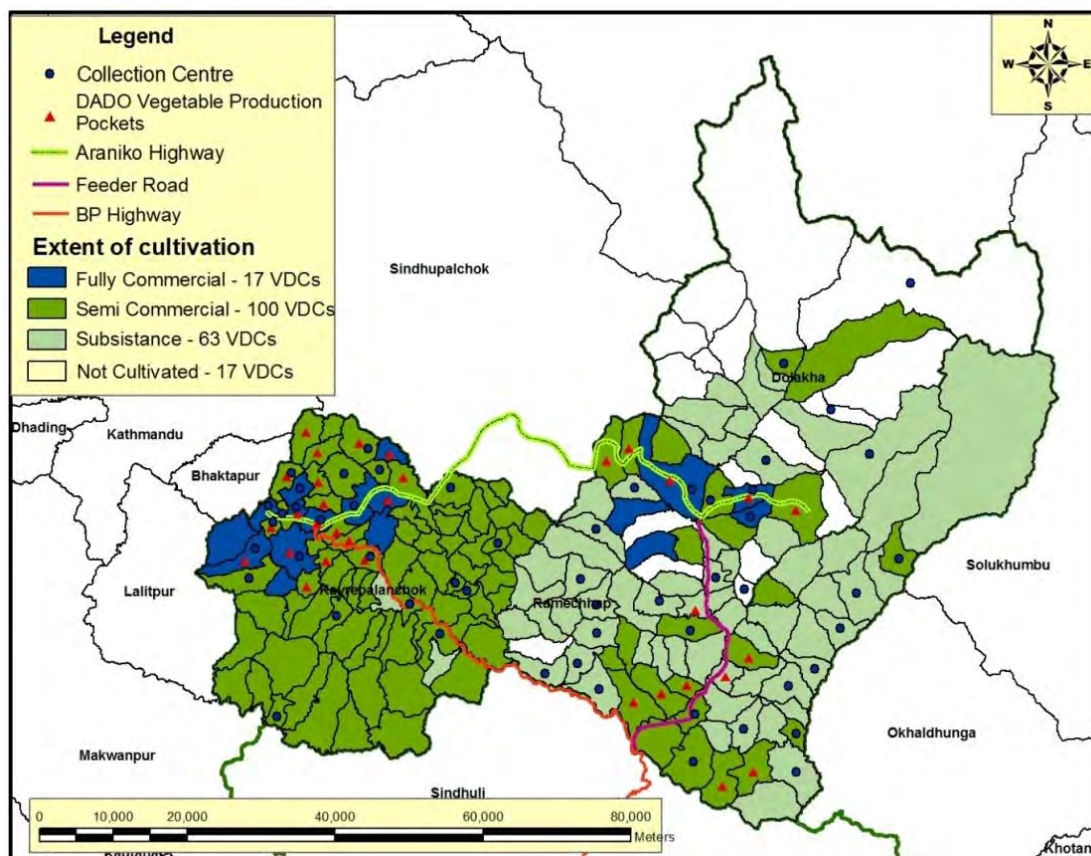 Legend
Collection Centre
DADO Vegetable Production
Pockets
Araniko Highway
Feeder Road
BP Highway
Extent of cultivation
Fully Commercial - 17 VDCs
Semi Commercial - 100 VDCs
Subsistance - 63 VDCs
Not Cultivated - 17 VDCs
N
W E
S
Sindhupalchok
Dolakha
Dhading
Kathmandu
Bhaktapur
Lalitpur
Kavrepalanchok
Ramechhap
Solukhumbu
Makwanpur
Okhaldhunga
Sindhuli
0 10,000 20,000 40,000 60,000 80,000
Meters
Khotan